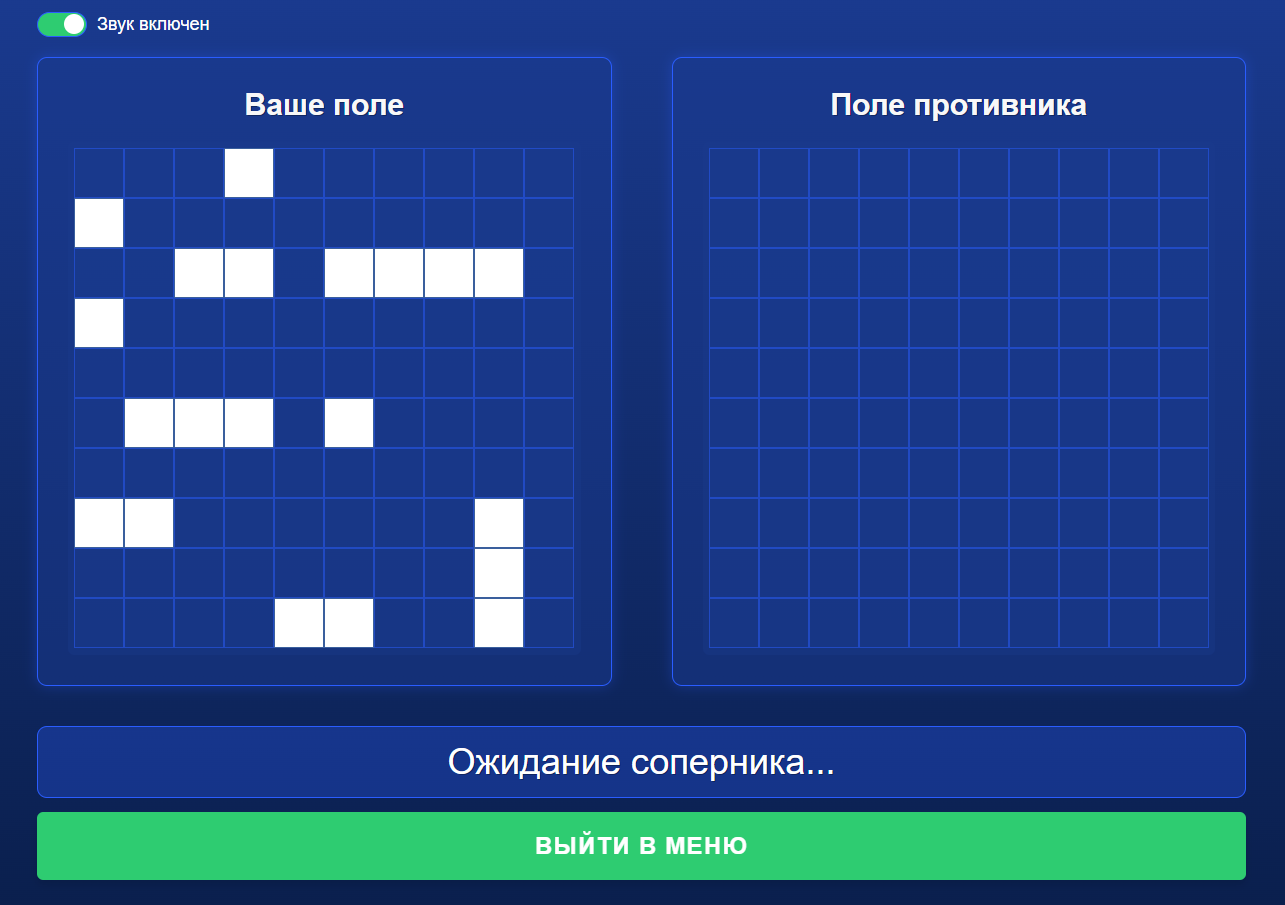 Звук включен
Ваше поле
Поле противника
Ожидание соперника...
ВЫЙТИ В МЕНЮ